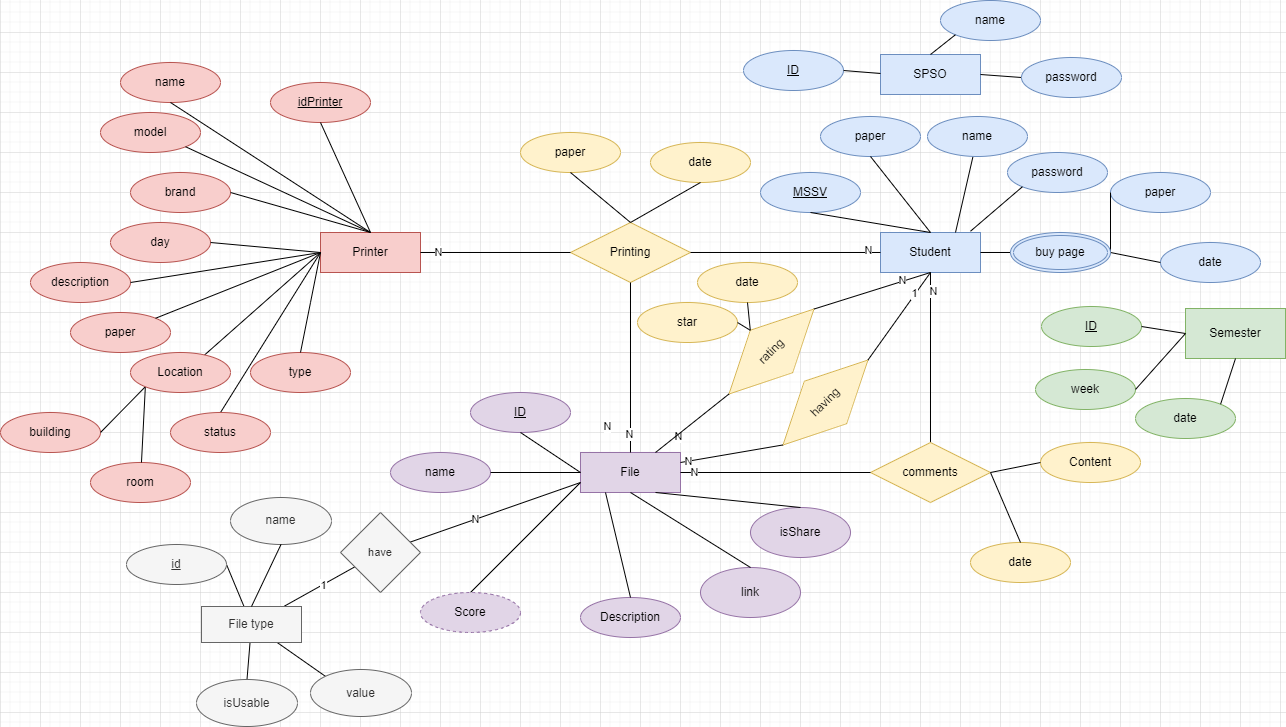 name
ID
SPSO
password
name
idPrinter
model
brand
day
description
paper
Location
type
building
status
room
Printer
N
paper
date
Printing
N
N
N
paper
name
MSSV
password
Student
buy page
paper
date
date
star
rating
N
N
having
1
N
N
N
comments
Content
date
ID
Semester
week
date
ID
name
File
isShare
link
Description
Score
N
have
1
name
id
File type
isUsable
value